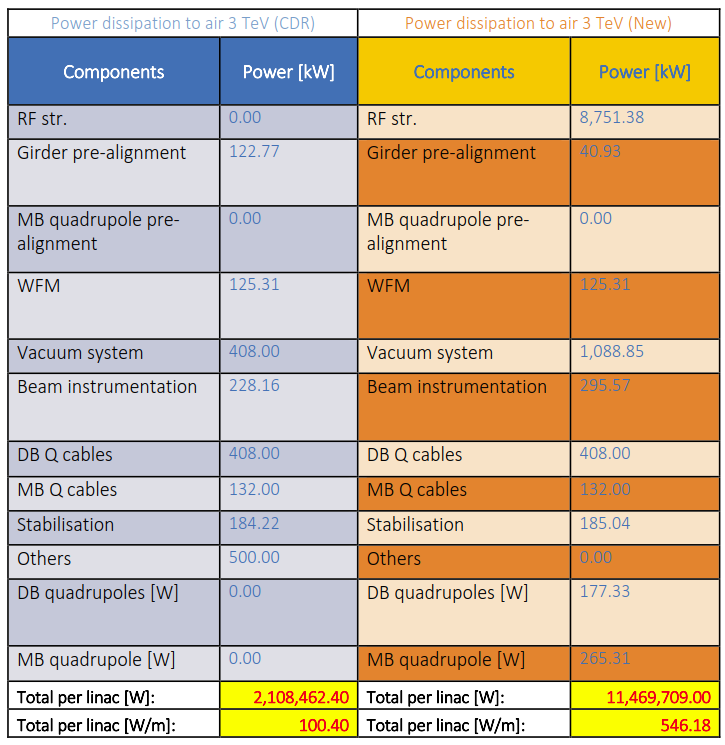 Power dissipation to air 3 TeV (CDR) Power dissipation to air 3 TeV (New)
Components Power [kW] Components Power [kW]
RF str. 0.00 RF str. 8,751.38
Girder pre-alignment 122.77 Girder pre-alignment 40.93
MB quadrupole pre- 0.00 MB quadrupole pre- 0.00
alignment alignment
WFM 125.31 WFM 125.31
Vacuum system 408.00 Vacuum system 1,088.85
Beam instrumentation 228.16 Beam instrumentation 295.57
DB Q cables 408.00 DB Q cables 408.00
MB Q cables 132.00 MB Q cables 132.00
Stabilisation 184.22 Stabilisation 185.04
Others 500.00 Others 0.00
DB quadrupoles [W] 0.00 DB quadrupoles [W] 177.33
MB quadrupole [W] 0.00 MB quadrupole [W] 265.31
Total per linac [W]: 2,108,462.40 Total per linac [W]: 11,469,709.00
Total per linac [W/m]: 100.40 Total per linac [W/m]: 546.18